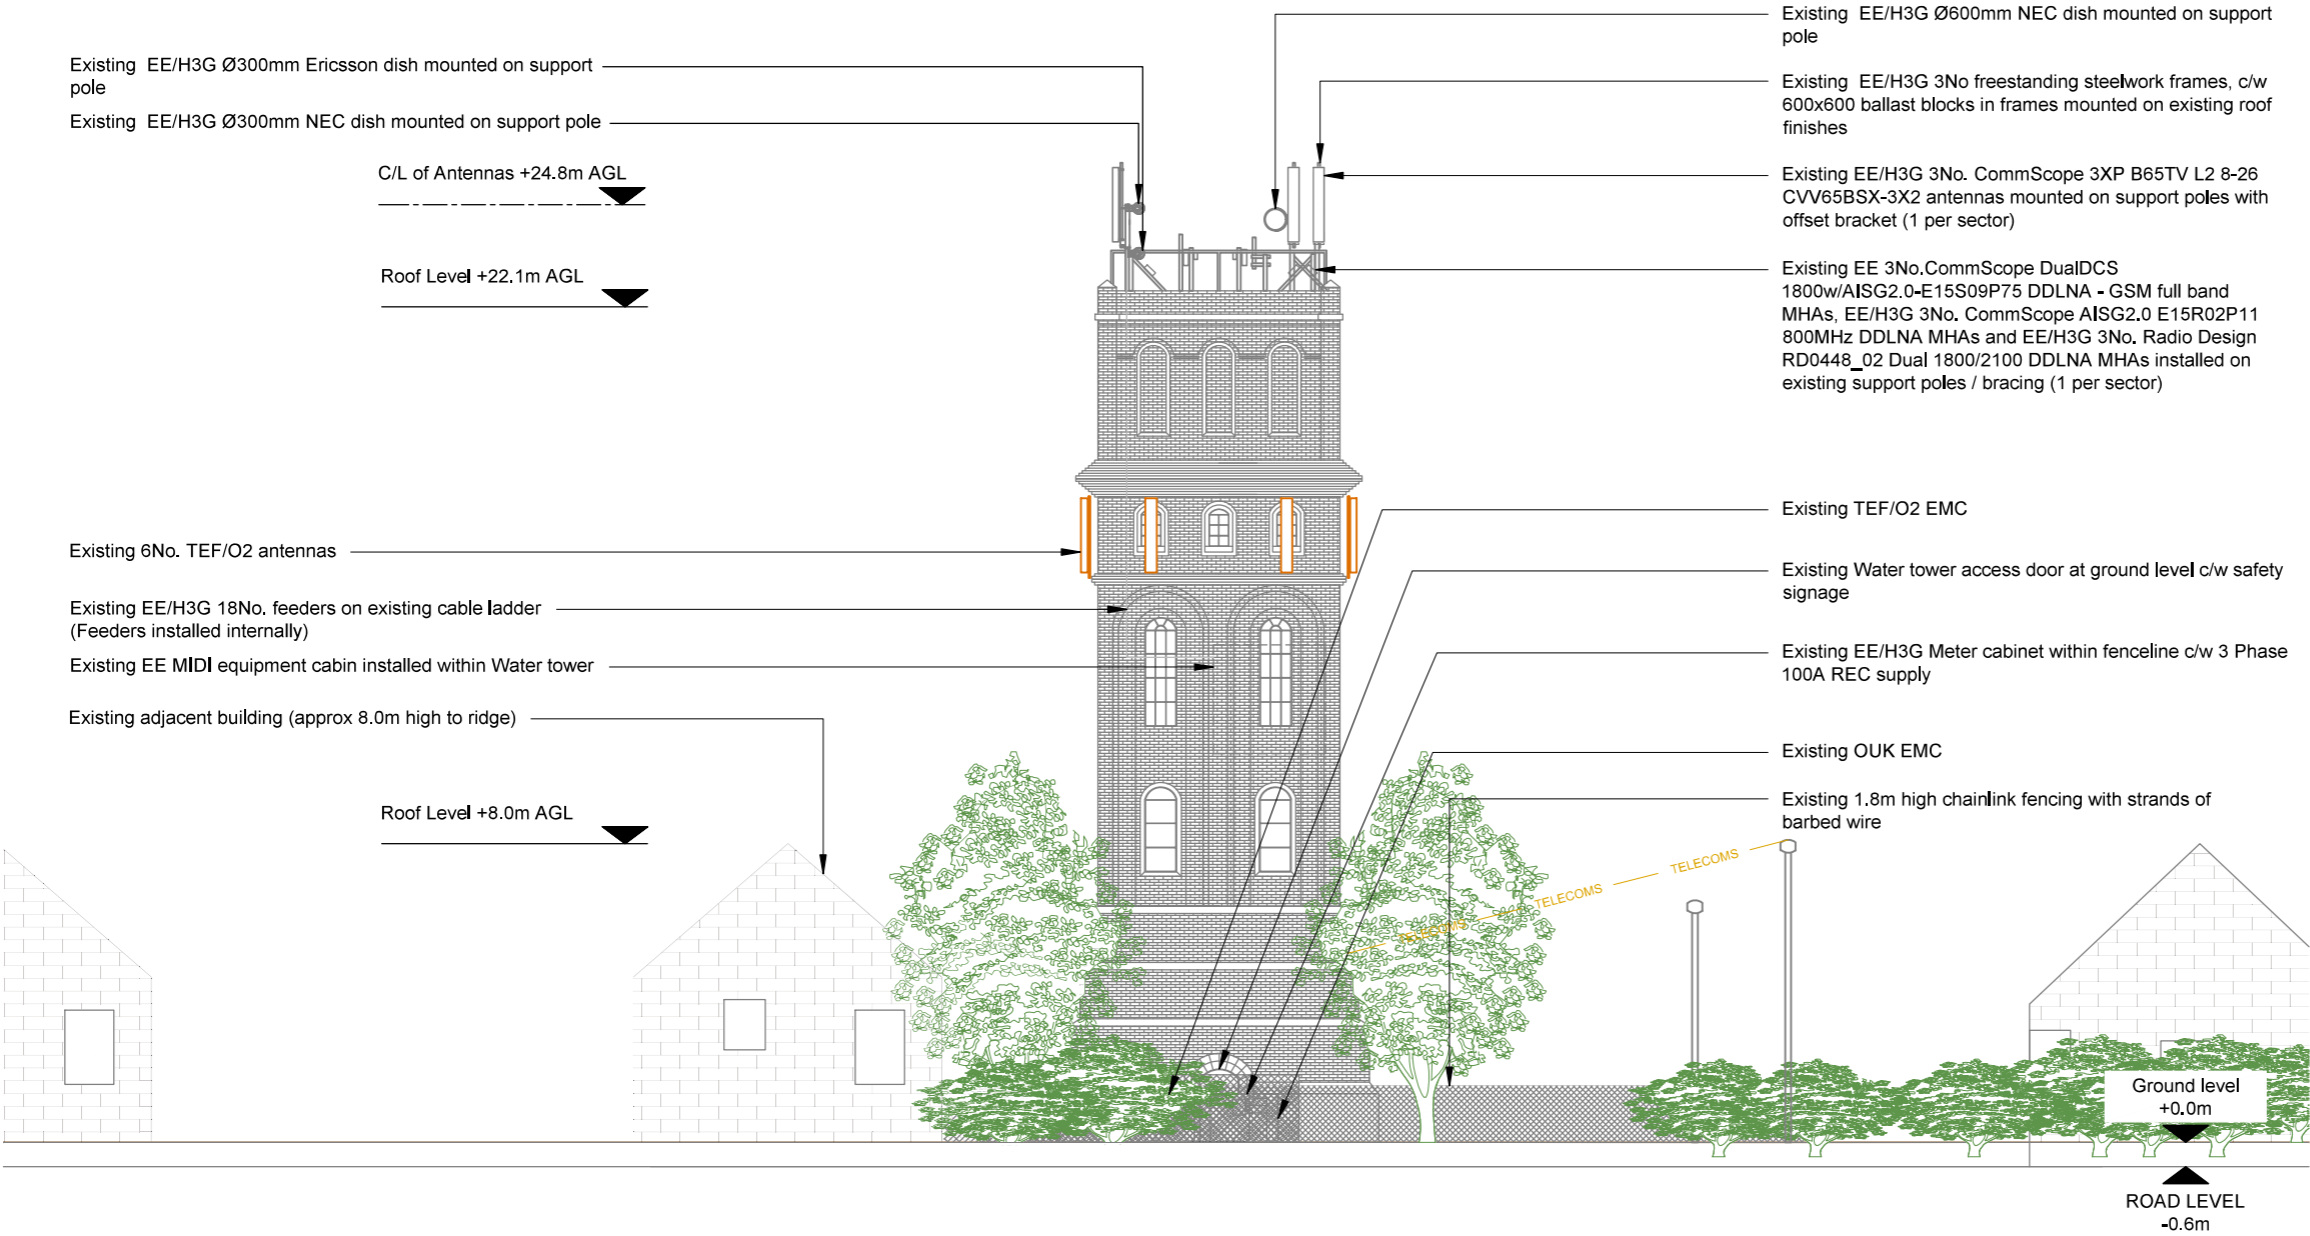 Existing EE/H3G Ø300mm Ericsson dish mounted on support
pole
Existing EE/H3G Ø300mm NEC dish mounted on support pole
C/L of Antennas +24.8m AGL
Roof Level +22.1m AGL
Existing 6No. TEF/O2 antennas
Existing EE/H3G 18No. feeders on existing cable ladder
(Feeders installed internally)
Existing EE MIDI equipment cabin installed within Water tower
Existing adjacent building (approx 8.0m high to ridge)
Roof Level +8.0m AGL
Existing EE/H3G Ø600mm NEC dish mounted on support
pole
Existing EE/H3G 3No freestanding steelwork frames, c/w
600x600 ballast blocks in frames mounted on existing roof
finishes
Existing EE/H3G 3No. CommScope 3XP B65TV L2 8-26
CVV65BSX-3X2 antennas mounted on support poles with
offset bracket (1 per sector)
Existing EE 3No.CommScope DualDCS
1800w/AISG2.0-E15S09P75 DDLNA - GSM full band
MHAs, EE/H3G 3No. CommScope AISG2.0 E15R02P11
800MHz DDLNA MHAs and EE/H3G 3No. Radio Design
RD0448_02 Dual 1800/2100 DDLNA MHAs installed on
existing support poles / bracing (1 per sector)
Existing TEF/O2 EMC
Existing Water tower access door at ground level c/w safety
signage
Existing EE/H3G Meter cabinet within fenceline c/w 3 Phase
100A REC supply
Existing OUK EMC
Existing 1.8m high chainlink fencing with strands of
barbed wire
TELECOMS
TELECOMS
TELECOMS
Ground level
+0.0m
ROAD LEVEL
-0.6m